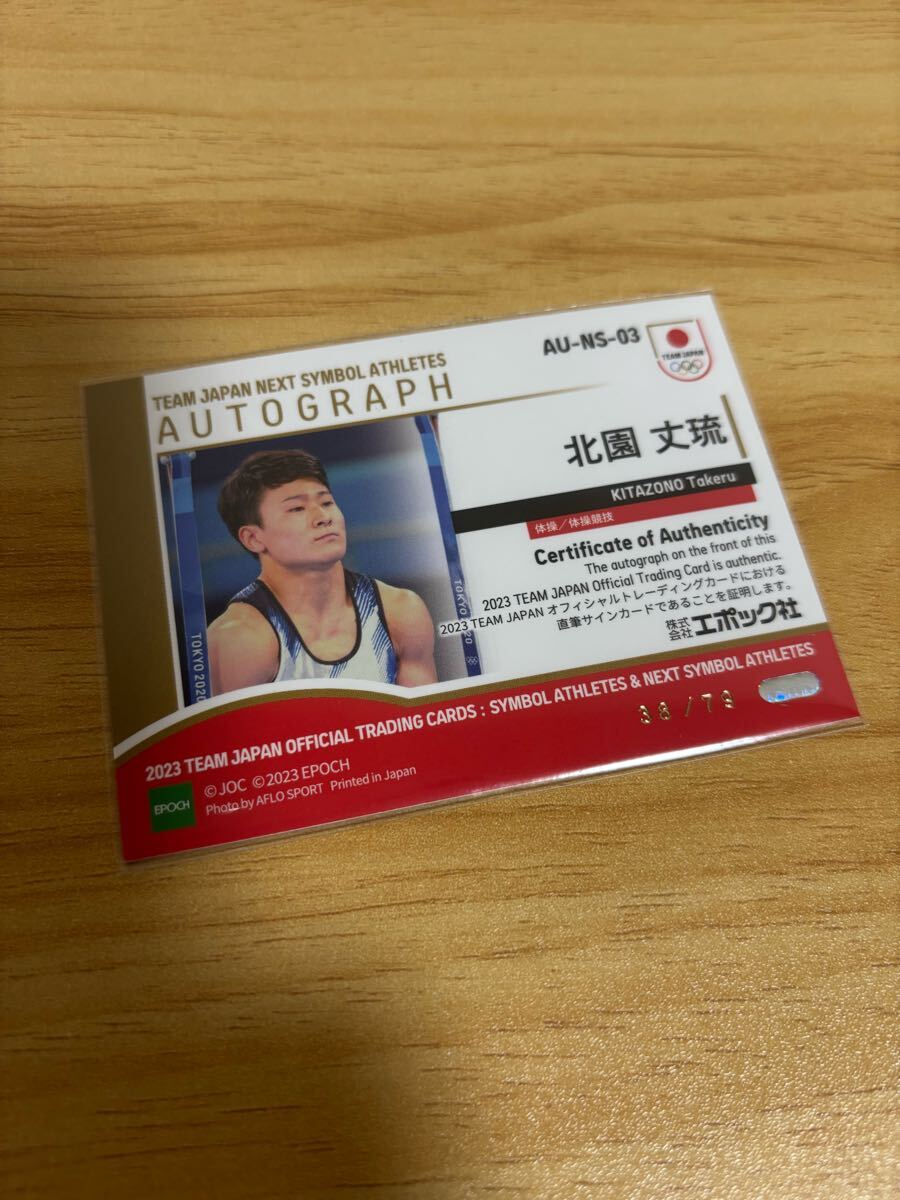 TEAM JAPAN NEXT SYMBOL ATHLETES
AUTOGRAPH
AU-NS-03
TEAM JAPAN
北園 丈琉
KITAZONO Takeru
体操／体操競技
Certificate of Authenticity
The autograph on the front of this
2023 TEAM JAPAN Official Trading Card is authentic.
2023 TEAM JAPAN オフィシャルトレーディングカードにおける
直筆サインカードであることを証明します。
株式会社エポック社
TOKYO 2020
TOKYO 2020
2023 TEAM JAPAN OFFICIAL TRADING CARDS : SYMBOL ATHLETES & NEXT SYMBOL ATHLETES
38/79
EPOCH
© JOC © 2023 EPOCH
Photo by AFLO SPORT Printed in Japan